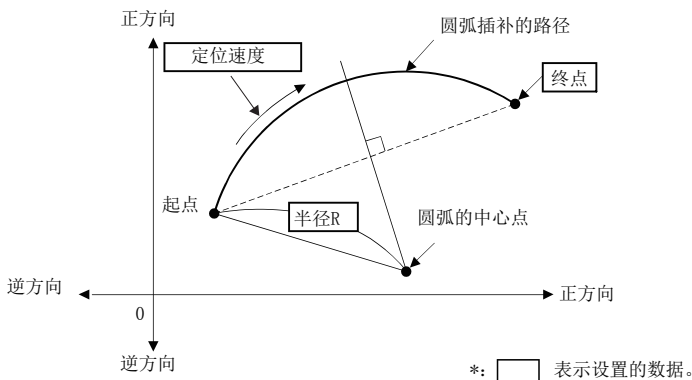 正方向
圆弧插补的路径
定位速度
终点
起点
半径R
圆弧的中心点
逆方向
正方向
0
逆方向
*: 表示设置的数据。